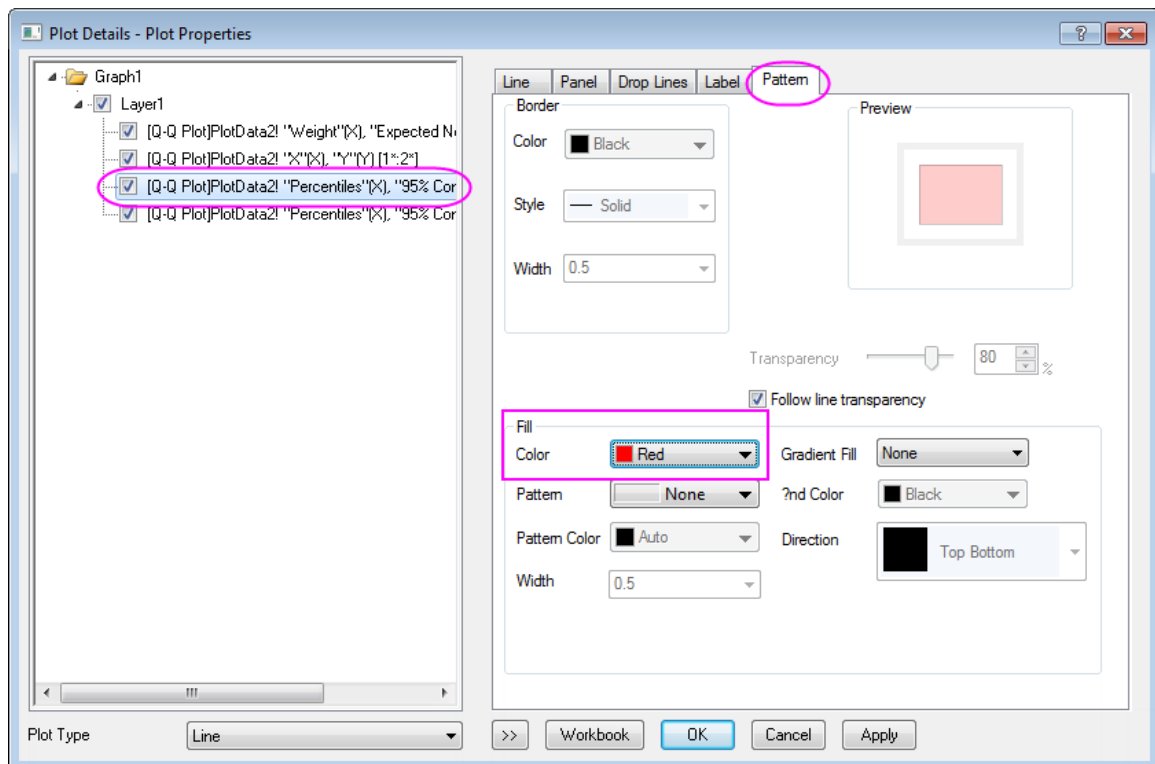 Plot Details - Plot Properties
Graph1
Layer1
[Q-Q Plot]PlotData2! "Weight"(X), "Expected No
[Q-Q Plot]PlotData2! "X"(X), "Y"(Y) [1*:2*]
[Q-Q Plot]PlotData2! "Percentiles"(X), "95% Cor
[Q-Q Plot]PlotData2! "Percentiles"(X), "95% Cor
Plot Type Line
Line Panel Drop Lines Label Pattern
Border
Color Black
Style Solid
Width 0.5
Preview
Transparency 80 %
Follow line transparency
Fill
Color Red Gradient Fill None
Pattern None ?nd Color Black
Pattern Color Auto Direction Top Bottom
Width 0.5
>> Workbook OK Cancel Apply